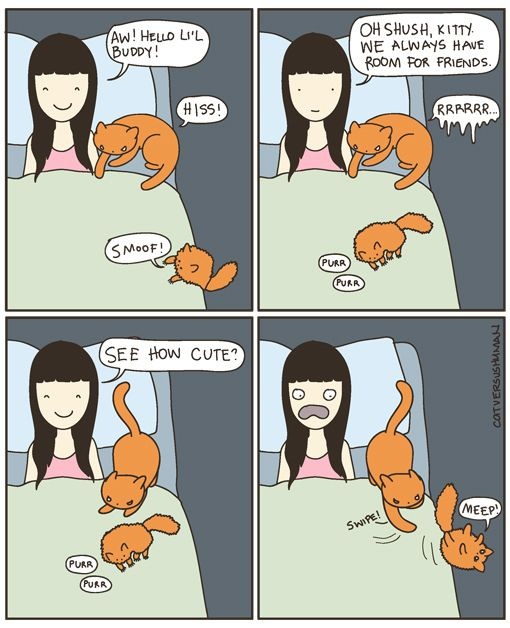 AW! HELLO LI'L
BUDDY!
HISS!
SMOOF!
OH SHUSH, KITTY.
WE ALWAYS HAVE
ROOM FOR FRIENDS.
RRRRRR...
PURR
PURR
SEE HOW CUTE?
PURR
PURR
SWIPE!
MEEP!
CATVERSUSHUMAN